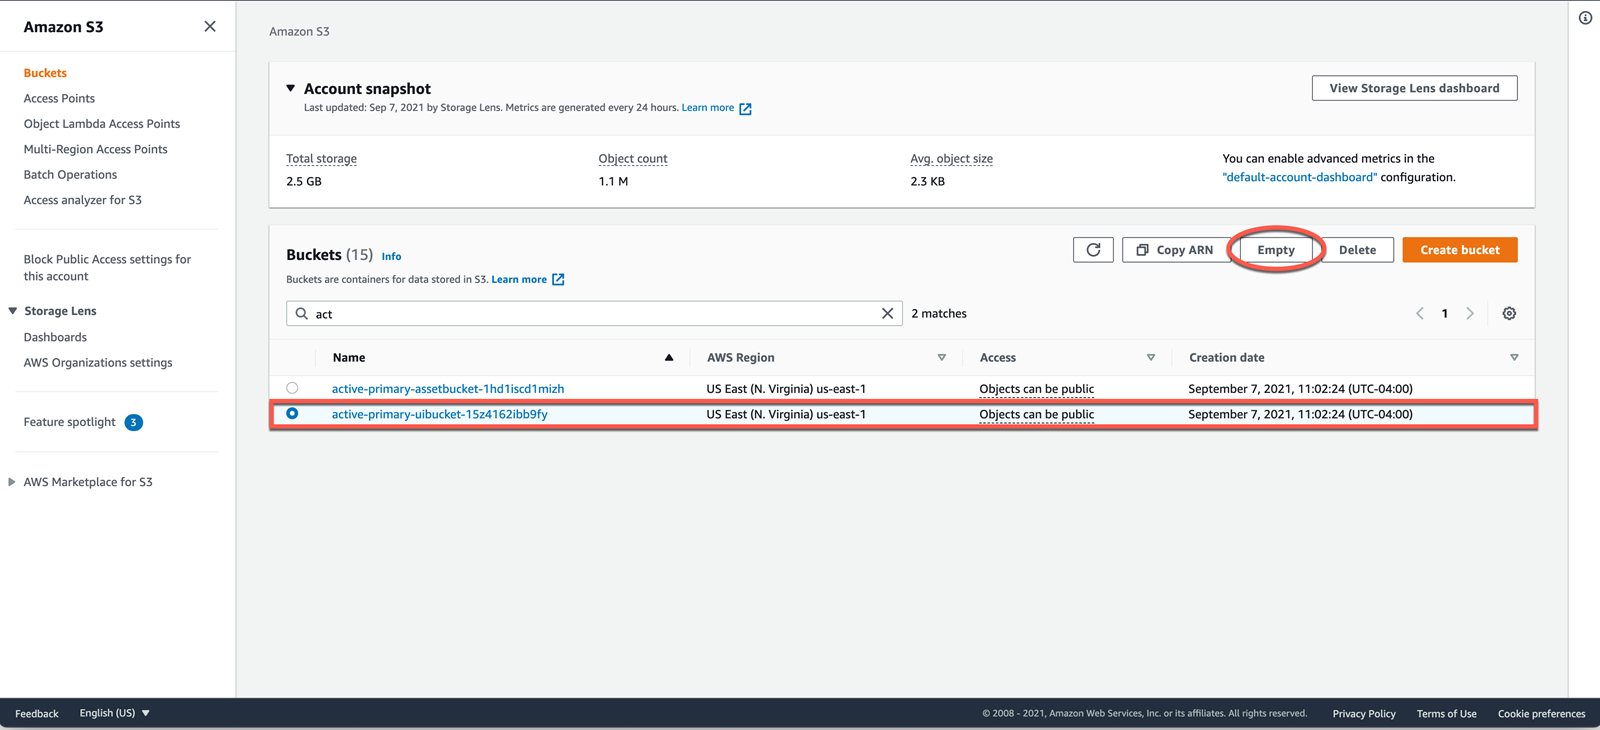 Amazon S3
Buckets
Access Points
Object Lambda Access Points
Multi-Region Access Points
Batch Operations
Access analyzer for S3
Block Public Access settings for
this account
Storage Lens
Dashboards
AWS Organizations settings
Feature spotlight 3
AWS Marketplace for S3
Amazon S3
Account snapshot
Last updated: Sep 7, 2021 by Storage Lens. Metrics are generated every 24 hours. Learn more
View Storage Lens dashboard
Total storage
2.5 GB
Object count
1.1 M
Avg. object size
2.3 KB
You can enable advanced metrics in the
"default-account-dashboard" configuration.
Buckets (15) Info
Buckets are containers for data stored in S3. Learn more
Copy ARN
Empty
Delete
Create bucket
act
2 matches
1
Name AWS Region Access Creation date
active-primary-assetbucket-1hd1iscd1mizh US East (N. Virginia) us-east-1 Objects can be public September 7, 2021, 11:02:24 (UTC-04:00)
active-primary-uibucket-15z4162ibb9fy US East (N. Virginia) us-east-1 Objects can be public September 7, 2021, 11:02:24 (UTC-04:00)
Feedback English (US) © 2008 - 2021, Amazon Web Services, Inc. or its affiliates. All rights reserved. Privacy Policy Terms of Use Cookie preferences